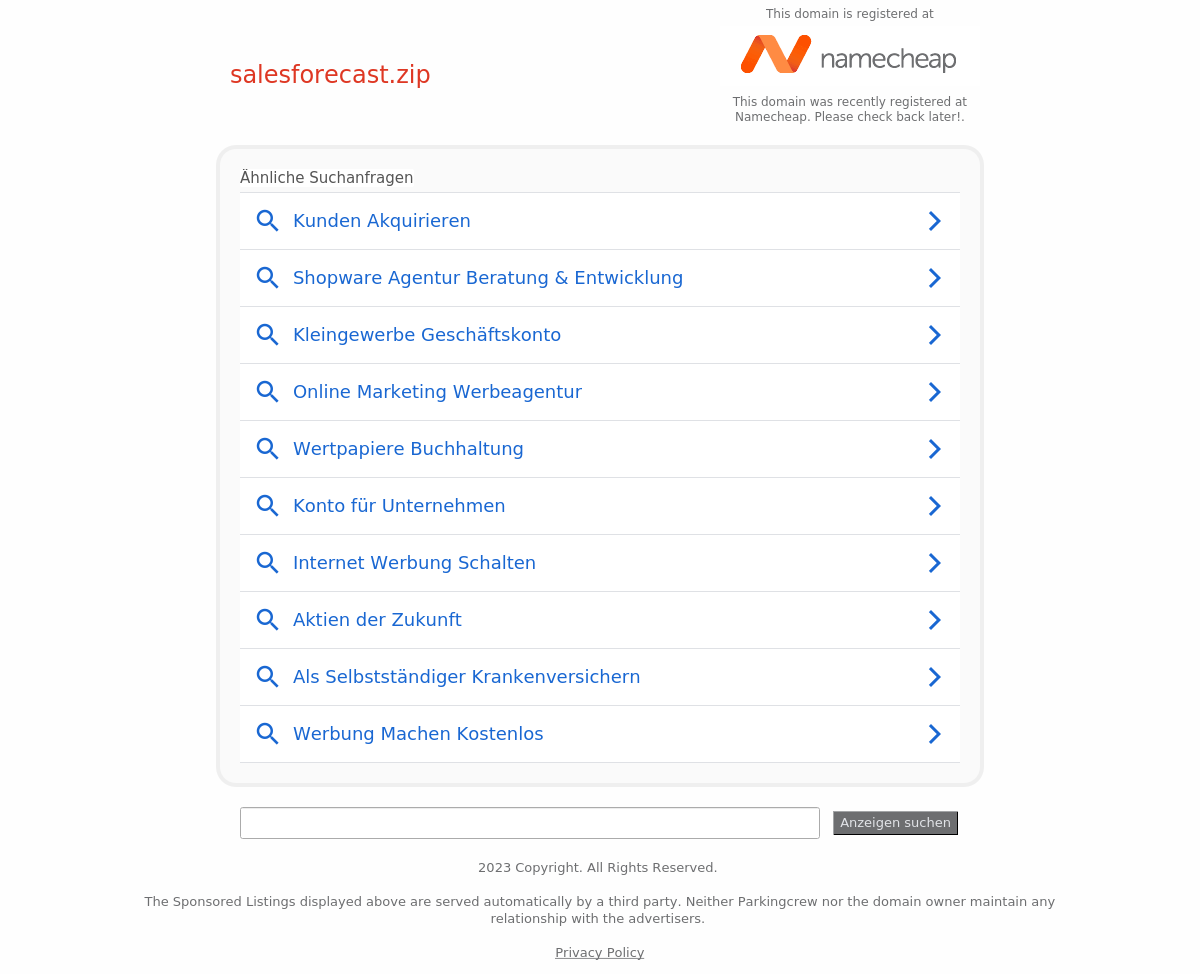 This domain is registered at
namecheap
salesforecast.zip
This domain was recently registered at
Namecheap. Please check back later!.
Ähnliche Suchanfragen
Kunden Akquirieren
Shopware Agentur Beratung & Entwicklung
Kleingewerbe Geschäftskonto
Online Marketing Werbeagentur
Wertpapiere Buchhaltung
Konto für Unternehmen
Internet Werbung Schalten
Aktien der Zukunft
Als Selbstständiger Krankenversichern
Werbung Machen Kostenlos
Anzeigen suchen
2023 Copyright. All Rights Reserved.
The Sponsored Listings displayed above are served automatically by a third party. Neither Parkingcrew nor the domain owner maintain any
relationship with the advertisers.
Privacy Policy